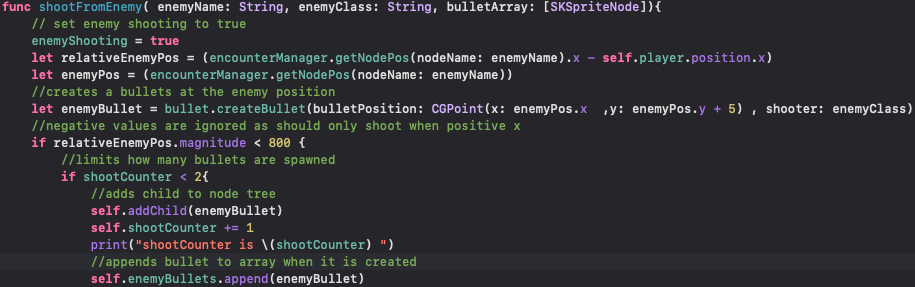 func shootFromEnemy( enemyName: String, enemyClass: String, bulletArray: [SKSpriteNode]){
// set enemy shooting to true
enemyShooting = true
let relativeEnemyPos = (encounterManager.getNodePos(nodeName: enemyName).x - self.player.position.x)
let enemyPos = (encounterManager.getNodePos(nodeName: enemyName))
//creates a bullets at the enemy position
let enemyBullet = bullet.createBullet(bulletPosition: CGPoint(x: enemyPos.x  ,y: enemyPos.y + 5) , shooter: enemyClass)
//negative values are ignored as should only shoot when positive x
if relativeEnemyPos.magnitude < 800 {
//limits how many bullets are spawned
if shootCounter < 2{
//adds child to node tree
self.addChild(enemyBullet)
self.shootCounter += 1
print("shootCounter is \(shootCounter) ")
//appends bullet to array when it is created
self.enemyBullets.append(enemyBullet)